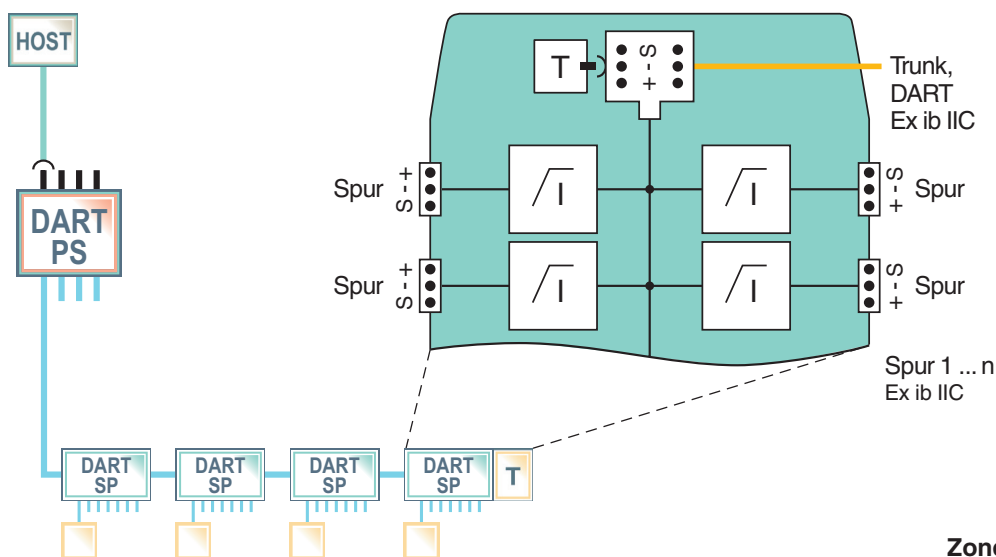 HOST
T
+ - S
Trunk,
DART
Ex ib IIC
Spur
S - +
I
I
+ - S
Spur
DART
PS
Spur
S - +
I
I
+ - S
Spur
Spur 1 ... n
Ex ib IIC
DART
SP
DART
SP
DART
SP
DART
SP
T
Zone